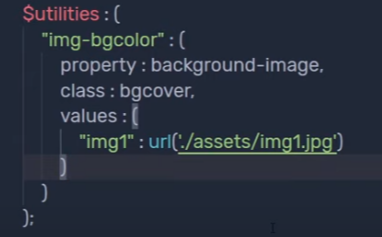 $utilities : (
"img-bgcolor" : (
property : background-image,
class : bgcover,
values : (
"img1" : url('./assets/img1.jpg')
)
)
);